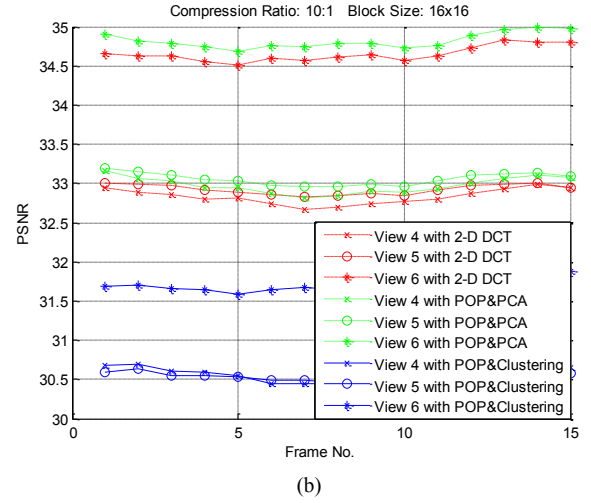 Compression Ratio: 10:1 Block Size: 16x16
35
34.5
34
33.5
33
32.5
32
31.5
31
30.5
30
PSNR
View 4 with 2-D DCT
View 5 with 2-D DCT
View 6 with 2-D DCT
View 4 with POP&PCA
View 5 with POP&PCA
View 6 with POP&PCA
View 4 with POP&Clustering
View 5 with POP&Clustering
View 6 with POP&Clustering
0 5 10 15
Frame No.
(b)